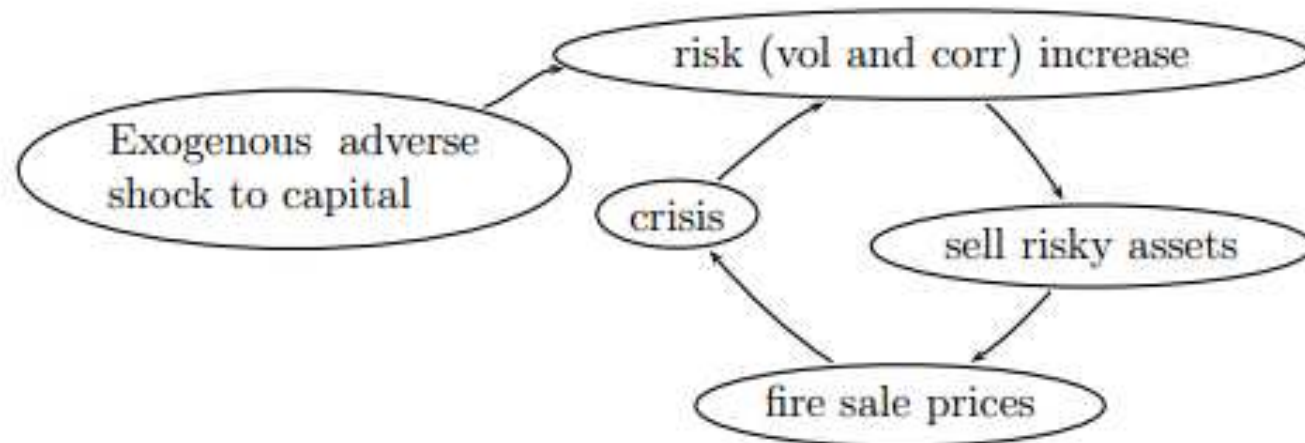 risk (vol and corr) increase
Exogenous adverse
shock to capital
crisis
sell risky assets
fire sale prices